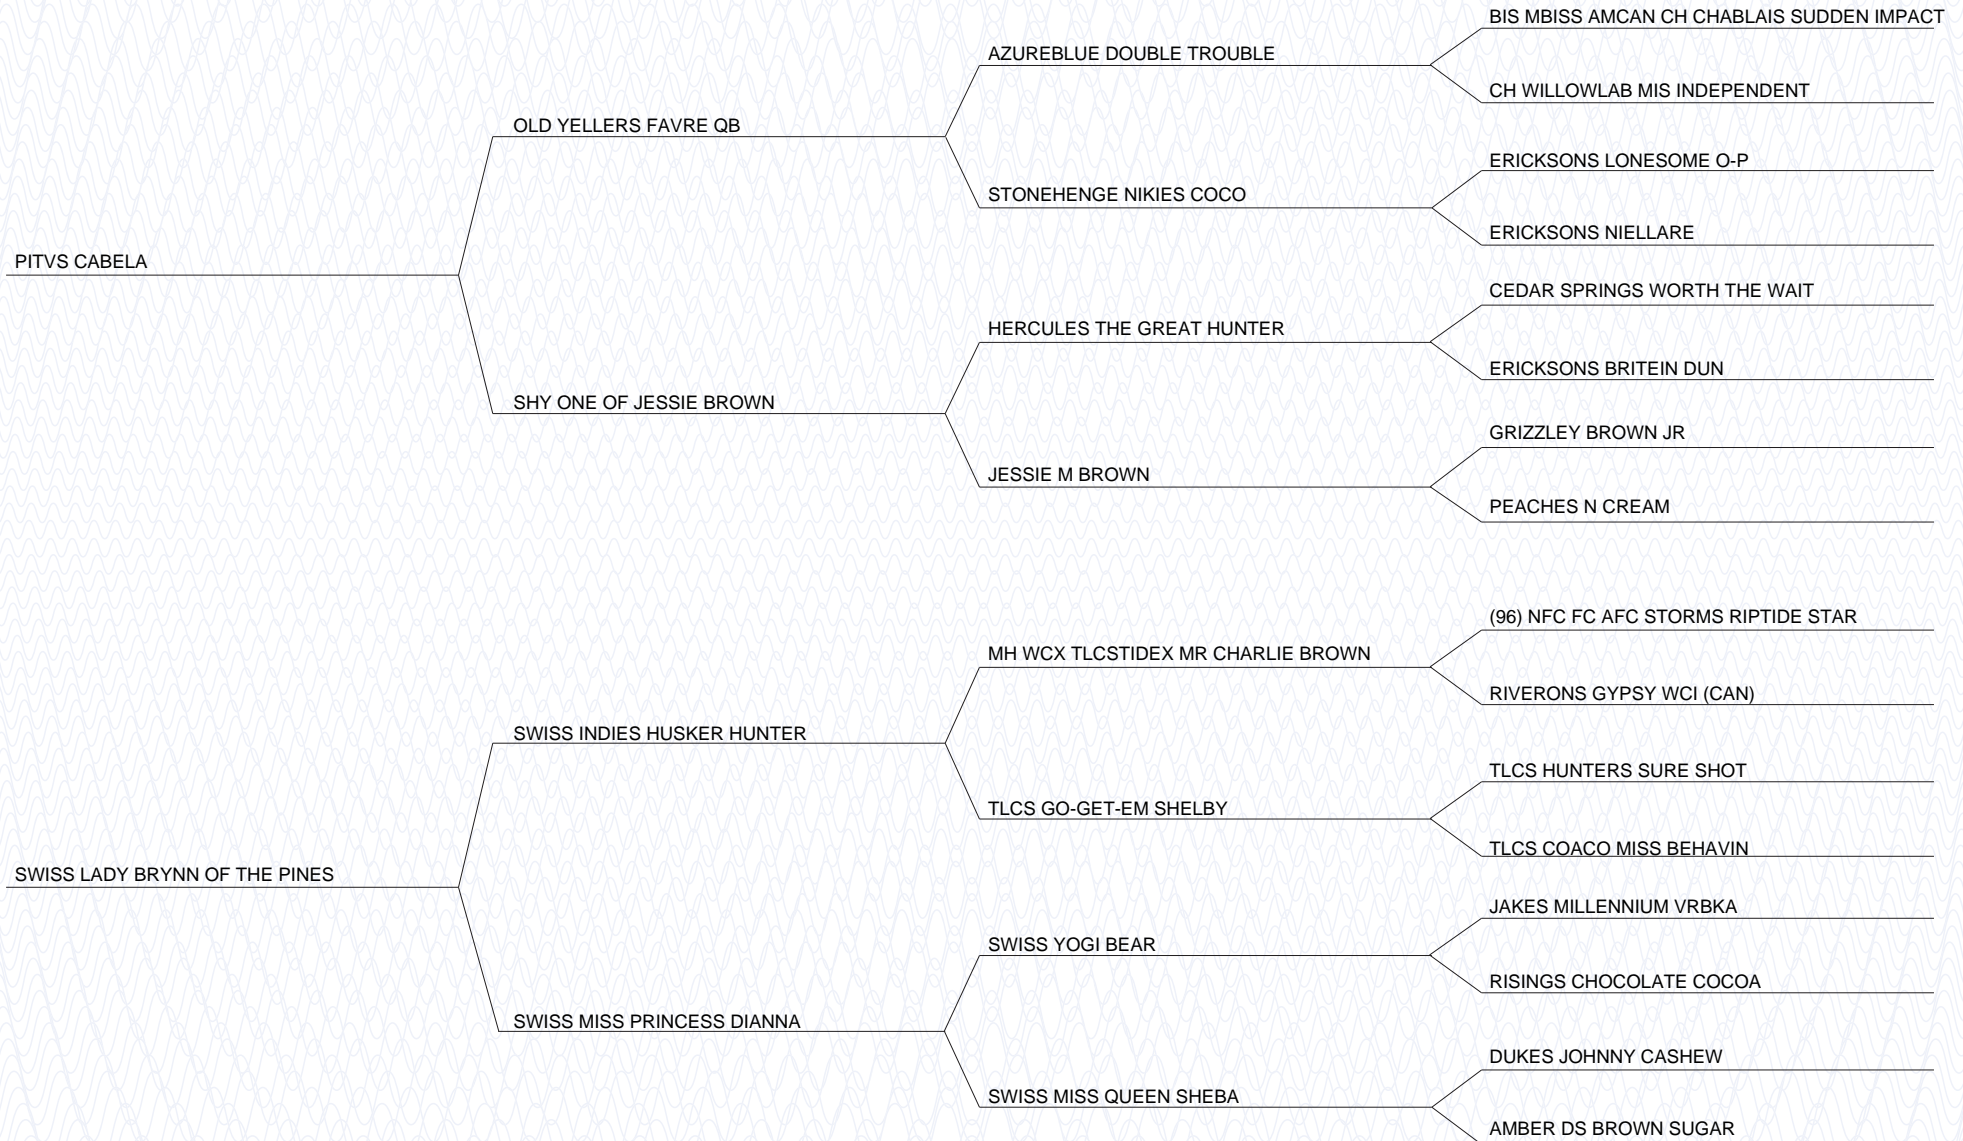 BIS MBISS AMCAN CH CHABLAIS SUDDEN IMPACT
AZUREBLUE DOUBLE TROUBLE
CH WILLOWLAB MIS INDEPENDENT
OLD YELLERS FAVRE QB
ERICKSONS LONESOME O-P
STONEHENGE NIKIES COCO
ERICKSONS NIELLARE
PITVS CABELA
CEDAR SPRINGS WORTH THE WAIT
HERCULES THE GREAT HUNTER
ERICKSONS BRITEIN DUN
SHY ONE OF JESSIE BROWN
GRIZZLEY BROWN JR
JESSIE M BROWN
PEACHES N CREAM
(96) NFC FC AFC STORMS RIPTIDE STAR
MH WCX TLCSTIDEX MR CHARLIE BROWN
RIVERONS GYPSY WCI (CAN)
SWISS INDIES HUSKER HUNTER
TLCS HUNTERS SURE SHOT
TLCS GO-GET-EM SHELBY
TLCS COACO MISS BEHAVIN
SWISS LADY BRYNN OF THE PINES
JAKES MILLENNIUM VRBKA
SWISS YOGI BEAR
RISINGS CHOCOLATE COCOA
SWISS MISS PRINCESS DIANNA
DUKES JOHNNY CASHEW
SWISS MISS QUEEN SHEBA
AMBER DS BROWN SUGAR